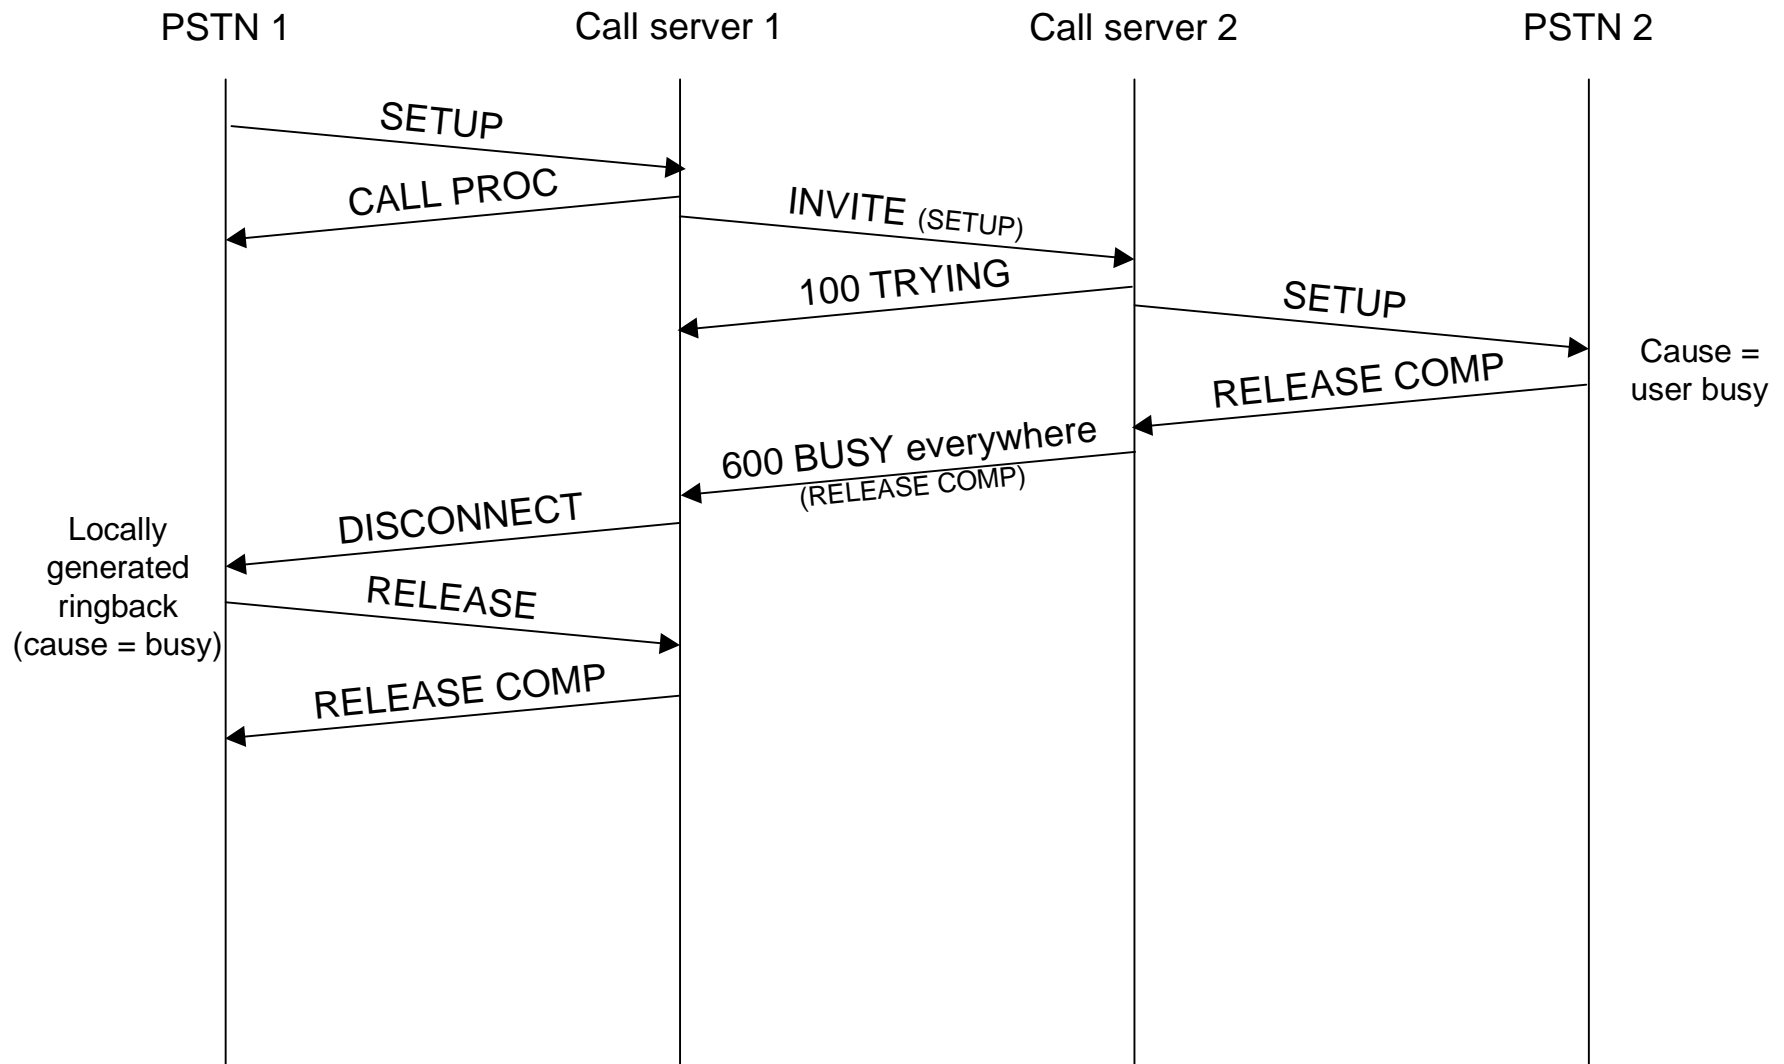 PSTN 1
Call server 1
Call server 2
PSTN 2
SETUP
CALL PROC
INVITE (SETUP)
100 TRYING
SETUP
Cause =
user busy
RELEASE COMP
600 BUSY everywhere
(RELEASE COMP)
DISCONNECT
Locally
generated
ringback
(cause = busy)
RELEASE
RELEASE COMP